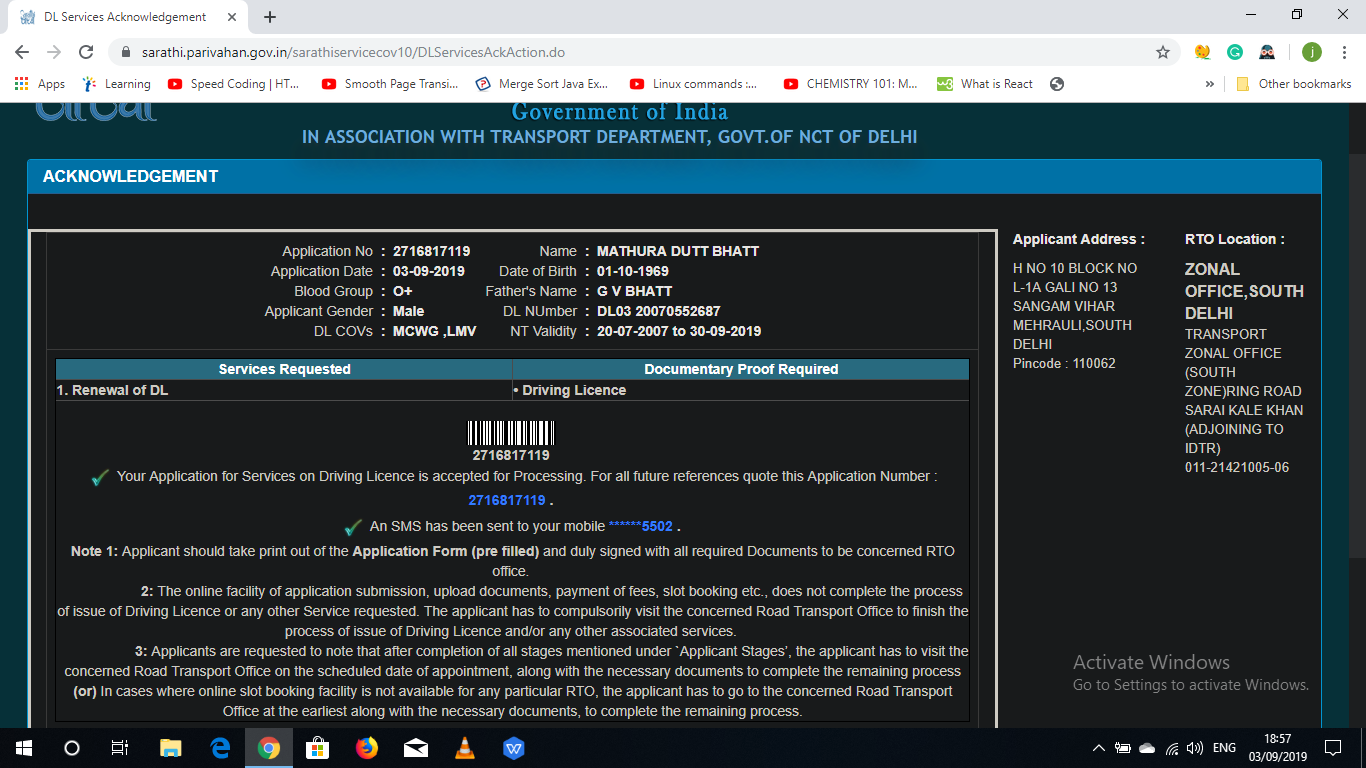 DL Services Acknowledgement
sarathi.parivahan.gov.in/sarathiservicecov10/DLServicesAckAction.do
j
Apps Learning Speed Coding | HT... Smooth Page Transi... Merge Sort Java Ex... Linux commands :... CHEMISTRY 101: M... What is React » Other bookmarks
Government of India
IN ASSOCIATION WITH TRANSPORT DEPARTMENT, GOVT.OF NCT OF DELHI
ACKNOWLEDGEMENT
Application No : 2716817119 Name : MATHURA DUTT BHATT
Application Date : 03-09-2019 Date of Birth : 01-10-1969
Blood Group : O+ Father's Name : G V BHATT
Applicant Gender : Male DL NUmber : DL03 20070552687
DL COVs : MCWG ,LMV NT Validity : 20-07-2007 to 30-09-2019
Services Requested Documentary Proof Required
1. Renewal of DL • Driving Licence
2716817119
Your Application for Services on Driving Licence is accepted for Processing. For all future references quote this Application Number :
2716817119 .
An SMS has been sent to your mobile ******5502 .
Note 1: Applicant should take print out of the Application Form (pre filled) and duly signed with all required Documents to be concerned RTO
office.
2: The online facility of application submission, upload documents, payment of fees, slot booking etc., does not complete the process
of issue of Driving Licence or any other Service requested. The applicant has to compulsorily visit the concerned Road Transport Office to finish the
process of issue of Driving Licence and/or any other associated services.
3: Applicants are requested to note that after completion of all stages mentioned under `Applicant Stages', the applicant has to visit the
concerned Road Transport Office on the scheduled date of appointment, along with the necessary documents to complete the remaining process
(or) In cases where online slot booking facility is not available for any particular RTO, the applicant has to go to the concerned Road Transport
Office at the earliest along with the necessary documents, to complete the remaining process.
Applicant Address :
H NO 10 BLOCK NO
L-1A GALI NO 13
SANGAM VIHAR
MEHRAULI,SOUTH
DELHI
Pincode : 110062
RTO Location :
ZONAL
OFFICE,SOUTH
DELHI
TRANSPORT
ZONAL OFFICE
(SOUTH
ZONE)RING ROAD
SARAI KALE KHAN
(ADJOINING TO
IDTR)
011-21421005-06
Activate Windows
Go to Settings to activate Windows.
ENG
18:57
03/09/2019